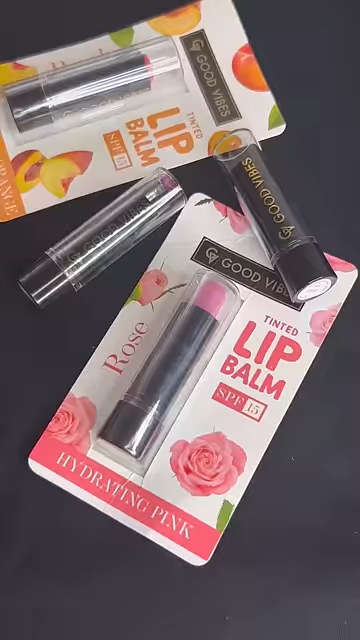 GOOD VIBES
TINTED
LIP
BALM
SPF 15
GOOD VIBES
GOOD VIBES
GOOD VIBES
TINTED
LIP
BALM
SPF 15
Rose
HYDRATING PINK